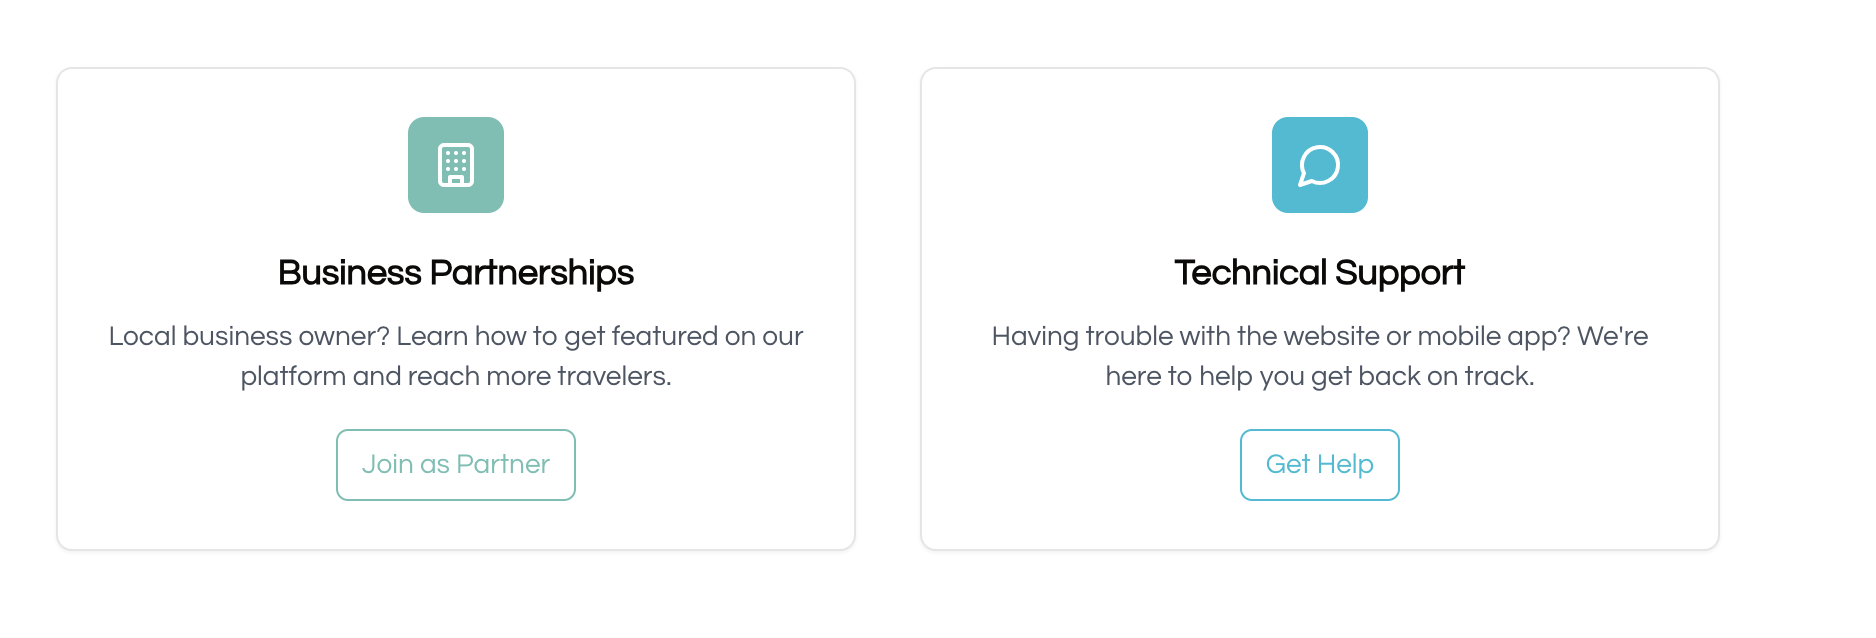 Business Partnerships
Local business owner? Learn how to get featured on our
platform and reach more travelers.
Join as Partner
Technical Support
Having trouble with the website or mobile app? We're
here to help you get back on track.
Get Help